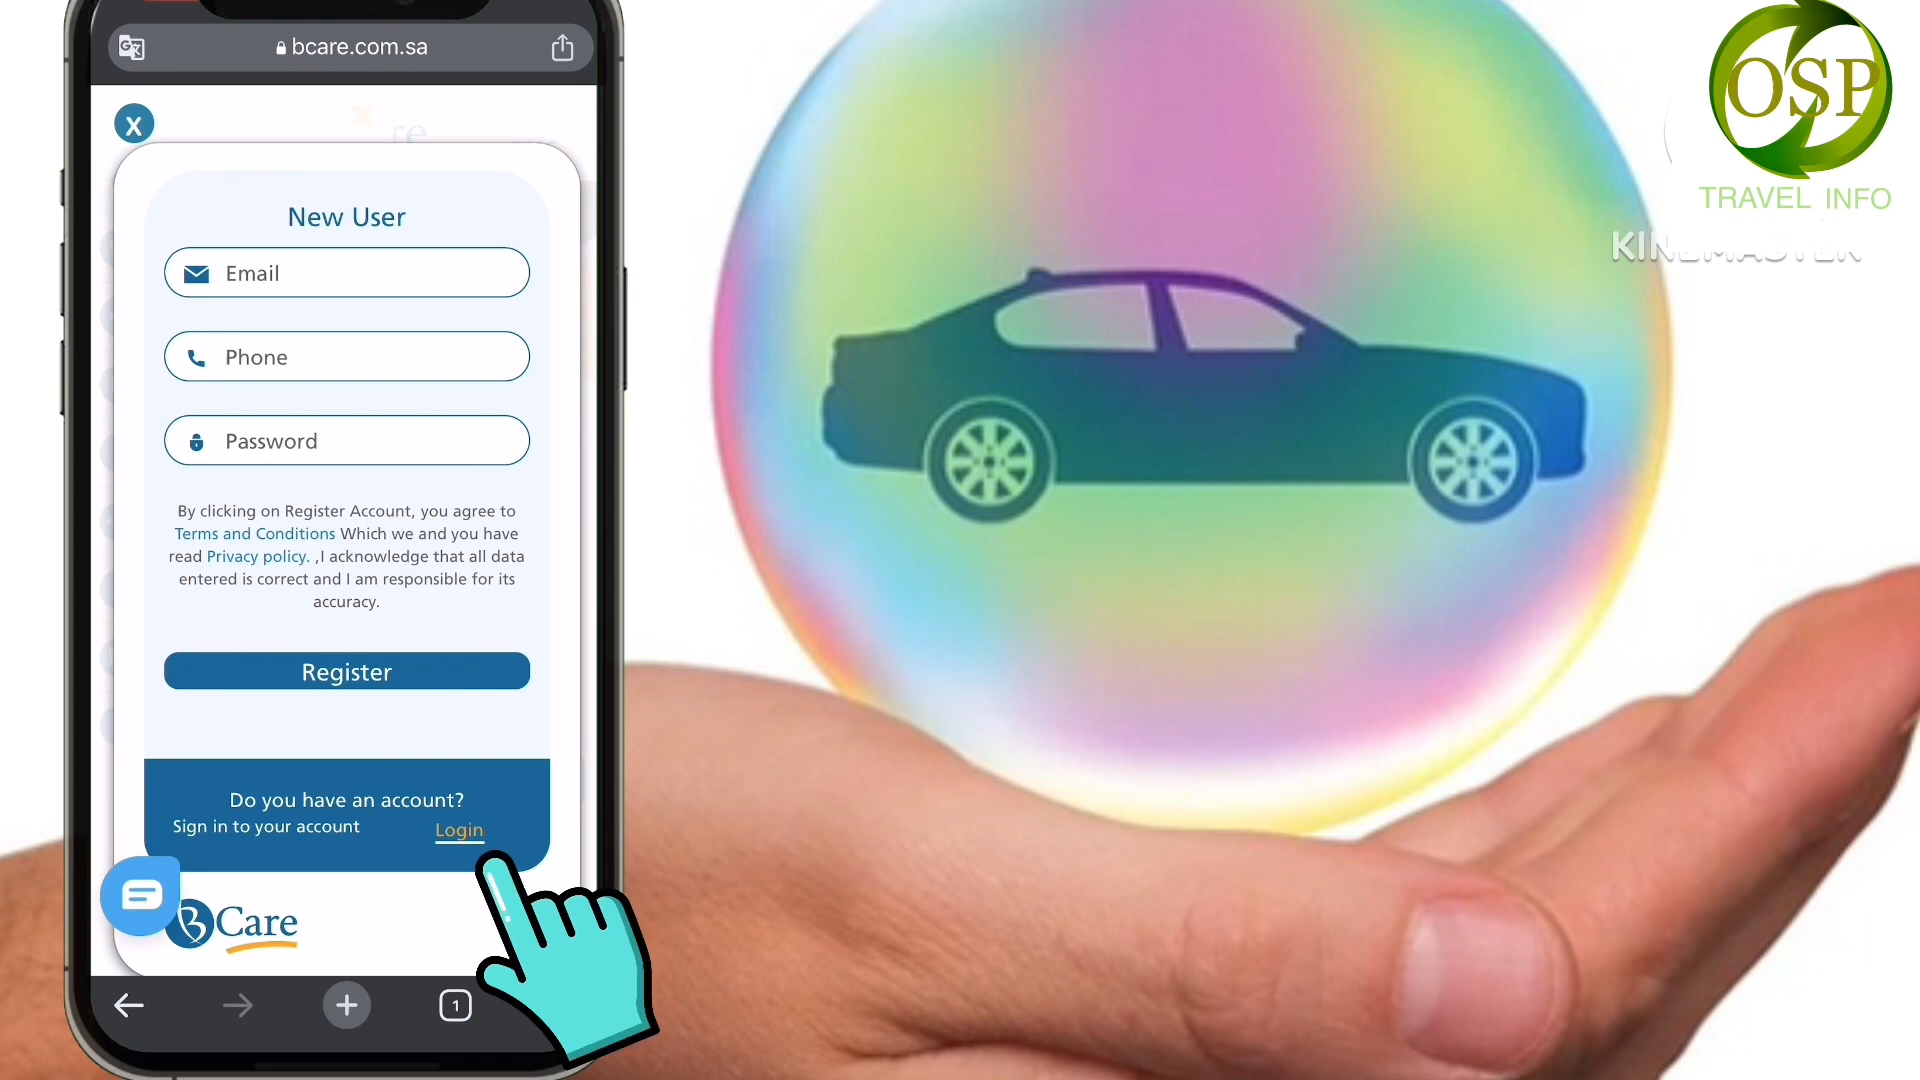 bcare.com.sa
X
New User
Email
Phone
Password
By clicking on Register Account, you agree to
Terms and Conditions Which we and you have
read Privacy policy. ,I acknowledge that all data
entered is correct and I am responsible for its
accuracy.
Register
Do you have an account?
Sign in to your account
Login
BCare
1
OSP
TRAVEL INFO
KINEMASTER